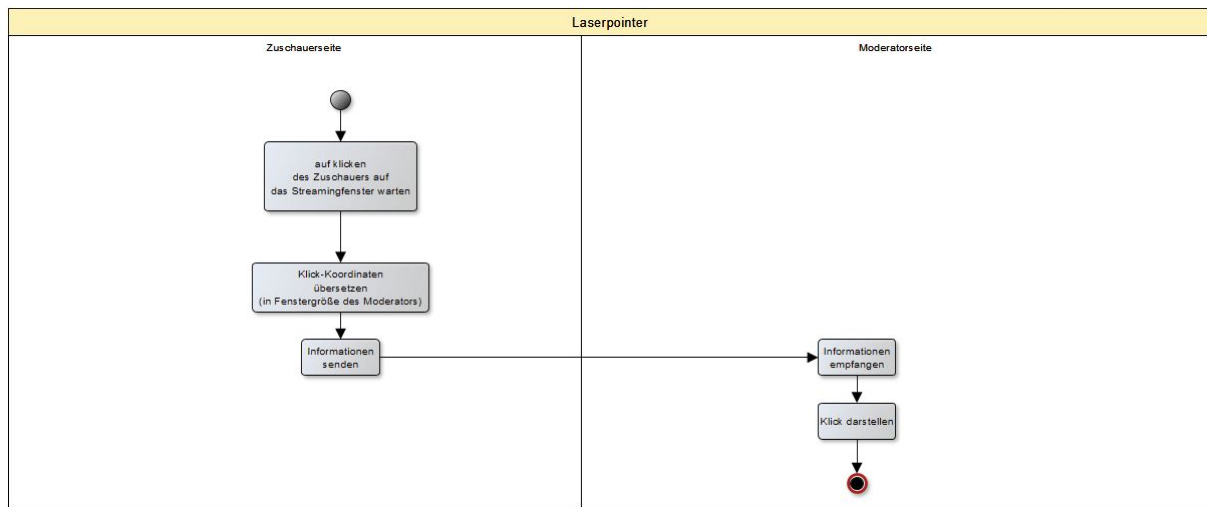 Laserpointer
Zuschauerseite
Moderatorseite
auf klicken
des Zuschauers auf
das Streamingfenster warten
Klick-Koordinaten
übersetzen
(in Fenstergröße des Moderators)
Informationen
senden
Informationen
empfangen
Klick darstellen